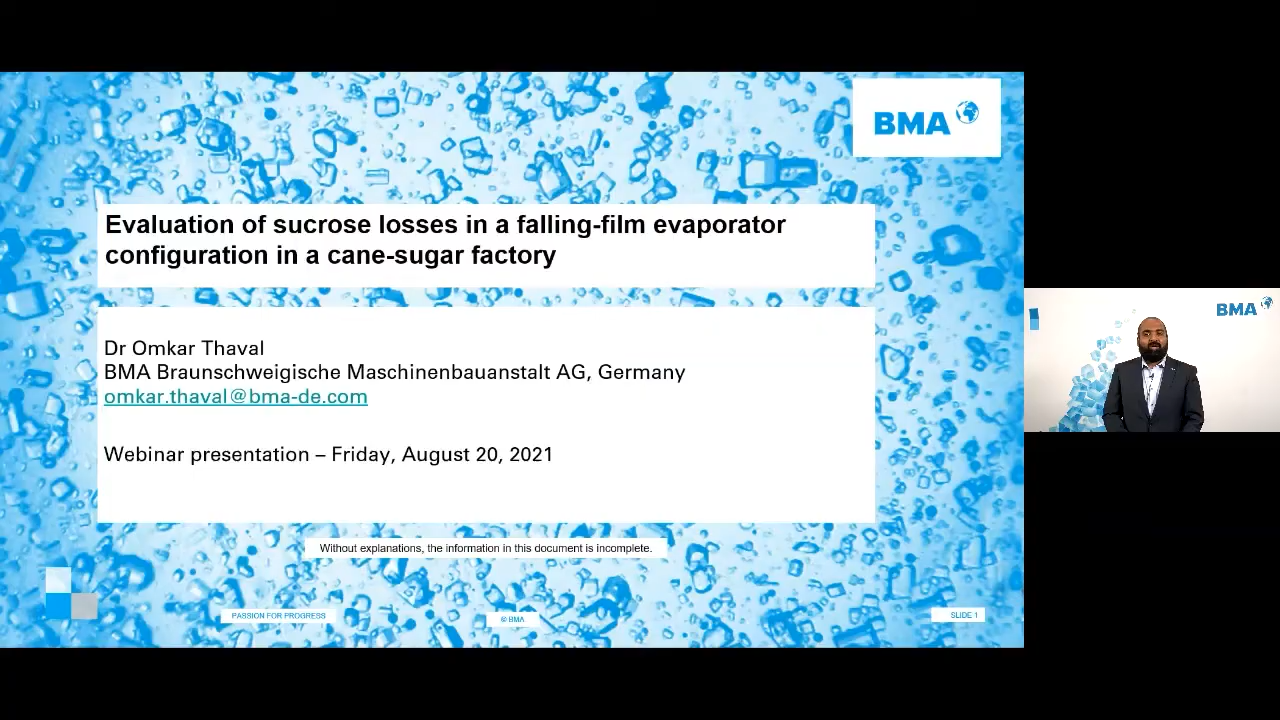 BMA
Evaluation of sucrose losses in a falling-film evaporator
configuration in a cane-sugar factory
Dr Omkar Thaval
BMA Braunschweigische Maschinenbauanstalt AG, Germany
omkar.thaval@bma-de.com
Webinar presentation – Friday, August 20, 2021
Without explanations, the information in this document is incomplete.
PASSION FOR PROGRESS
© BMA
SLIDE 1
BMA